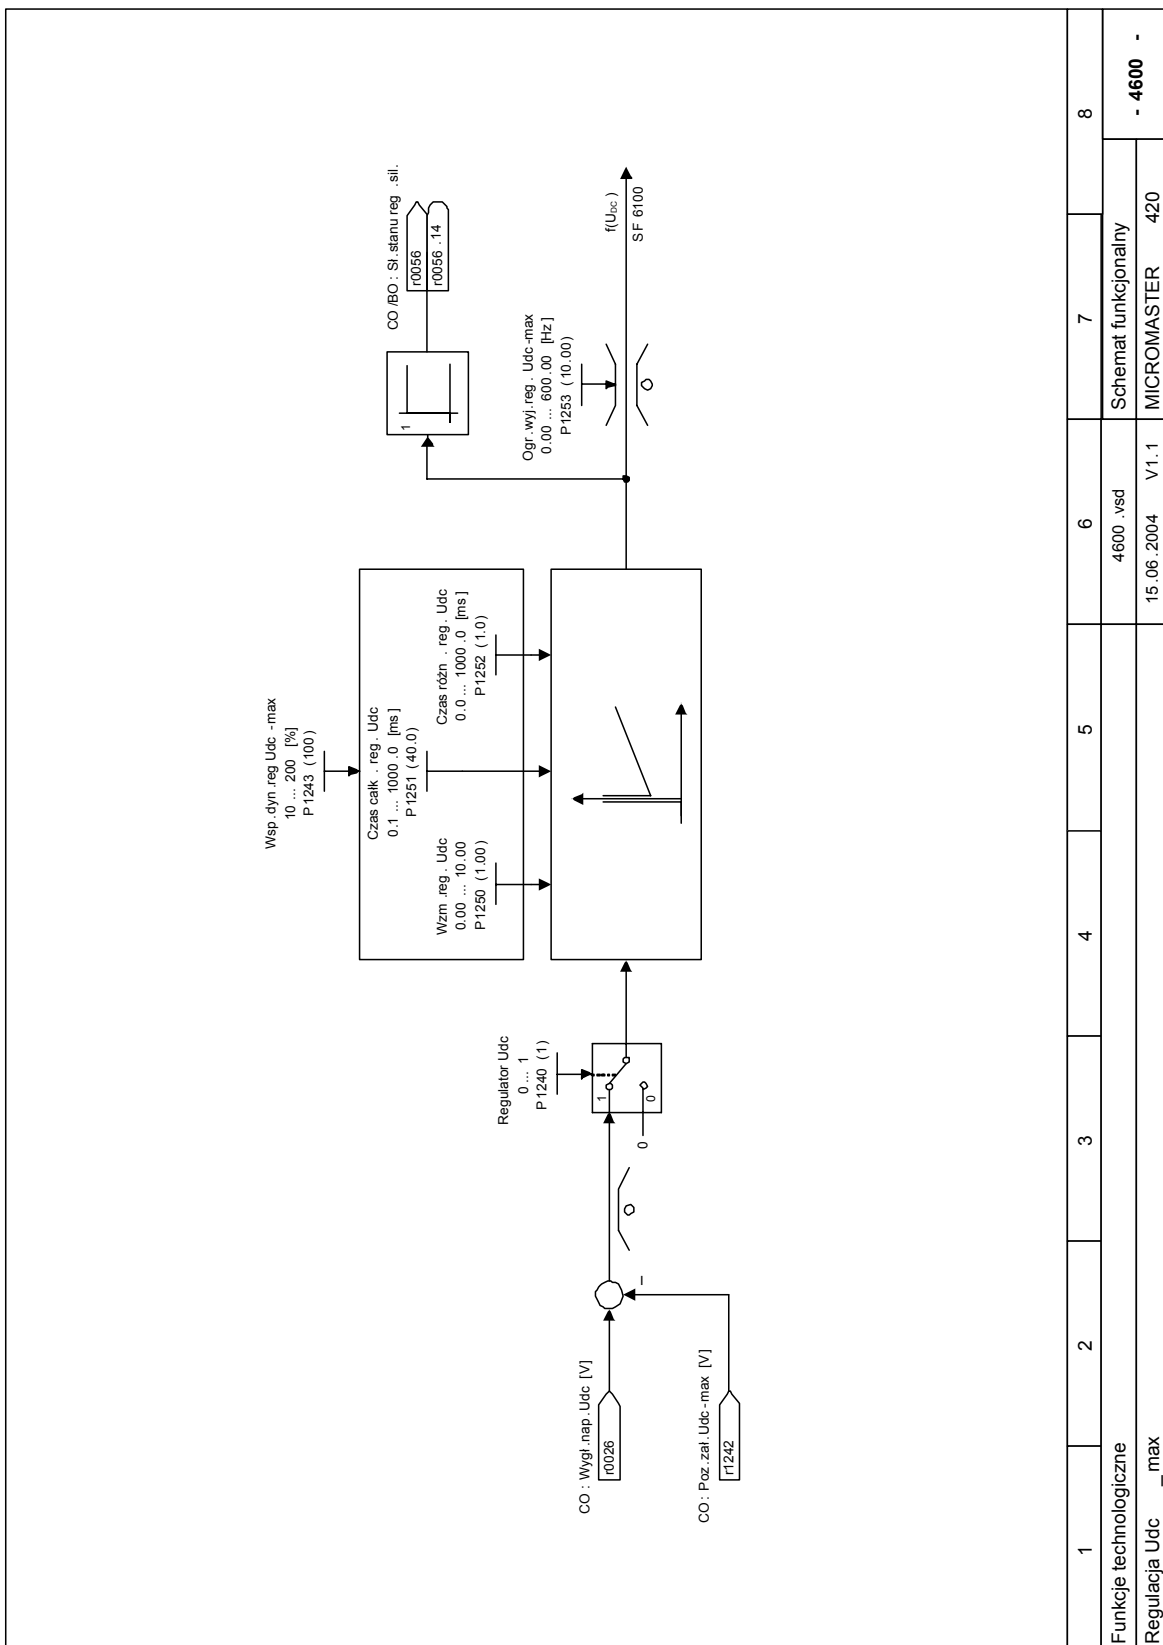 CO : Wygł .nap . Udc [V]
r0026
CO : Poz . zał . Udc - max [V]
r1242
–
Regulator Udc
0 ... 1
P1240 (1)
1
0
0
Wsp .dyn .reg Udc - max
10 ... 200 [%]
P1243 (100)
Wzm .reg . Udc
0.00 ... 10.00
P1250 (1.00)
Czas całk . reg . Udc
0.1 ... 1000 .0 [ms]
P1251 (40.0)
Czas różn . reg . Udc
0.0 ... 1000 .0 [ms]
P1252 (1.0)
CO /BO : Sł .stanu reg .sil.
1
r0056
r0056 .14
Ogr .wyj .reg . Udc -max
0.00 ... 600.00 [Hz]
P1253 (10.00)
f(UDC )
SF 6100
1 2 3 4 5 6 7 8
Funkcje technologiczne 4600 .vsd Schemat funkcjonalny - 4600 -
Regulacja Udc _ max 15.06.2004 V1.1 MICROMASTER 420